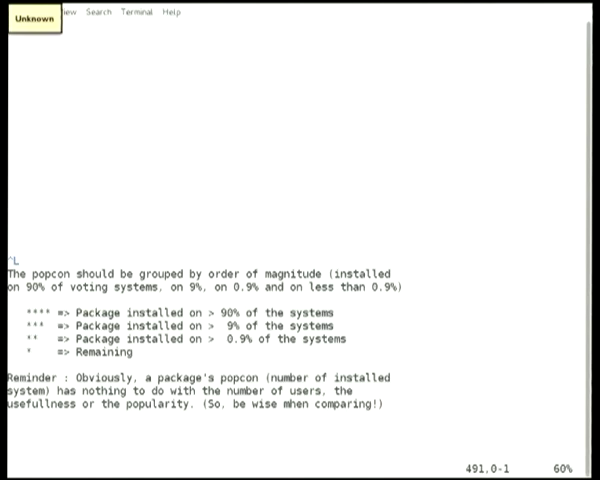 Unknown
iew Search Terminal Help
^L
The popcon should be grouped by order of magnitude (installed
on 90% of voting systems, on 9%, on 0.9% and on less than 0.9%)
**** => Package installed on > 90% of the systems
*** => Package installed on > 9% of the systems
** => Package installed on > 0.9% of the systems
* => Remaining
Reminder : Obviously, a package's popcon (number of installed
system) has nothing to do with the number of users, the
usefullness or the popularity. (So, be wise when comparing!)
491,0-1 60%